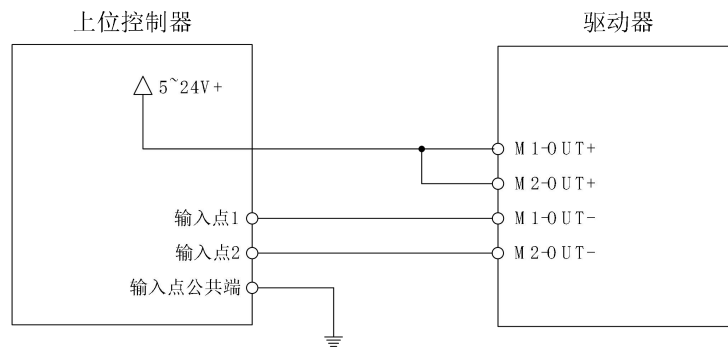 上位控制器
驱动器
5~24V+
M1-OUT+
M2-OUT+
输入点1
M1-OUT-
输入点2
M2-OUT-
输入点公共端